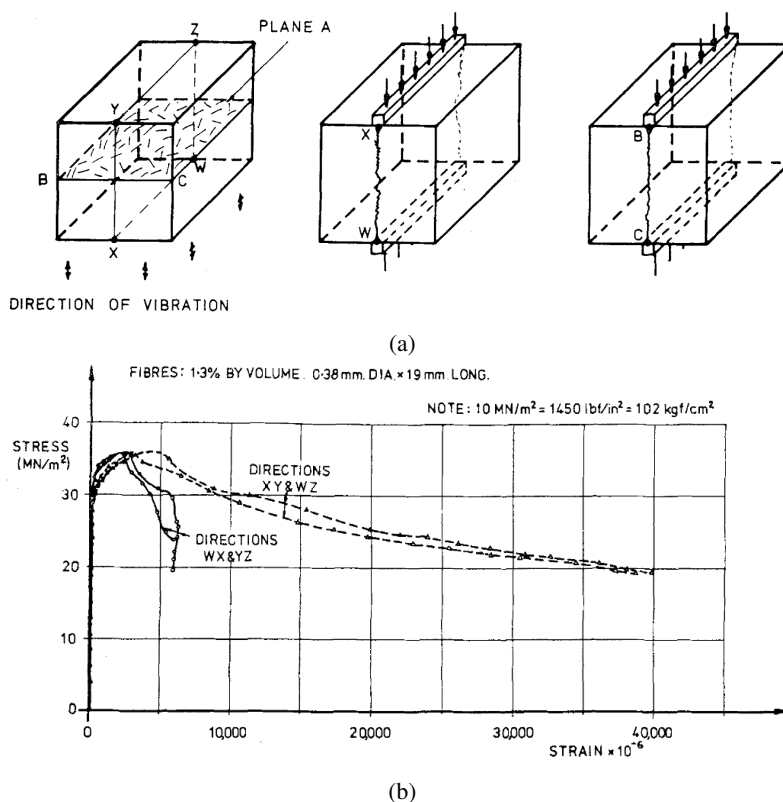 Z
PLANE A
Y
B
C
W
X
DIRECTION OF VIBRATION
X
W
B
C
(a)
FIBRES: 1·3% BY VOLUME. 0·38mm. DIA. × 19 mm. LONG.
NOTE: 10 MN/m² = 1450 lbf/in² = 102 kgf/cm²
STRESS
(MN/m²)
40
30
20
10
0
DIRECTIONS
XY & WZ
DIRECTIONS
WX & YZ
0
10,000
20,000
30,000
40,000
STRAIN × 10⁻⁶
(b)